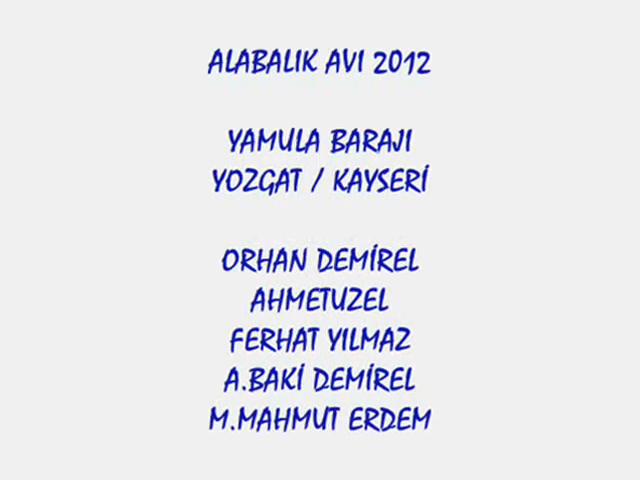 ALABALIK AVI 2012
YAMULA BARAJI
YOZGAT / KAYSERİ
ORHAN DEMİREL
AHMETUZEL
FERHAT YILMAZ
A.BAKİ DEMİREL
M.MAHMUT ERDEM